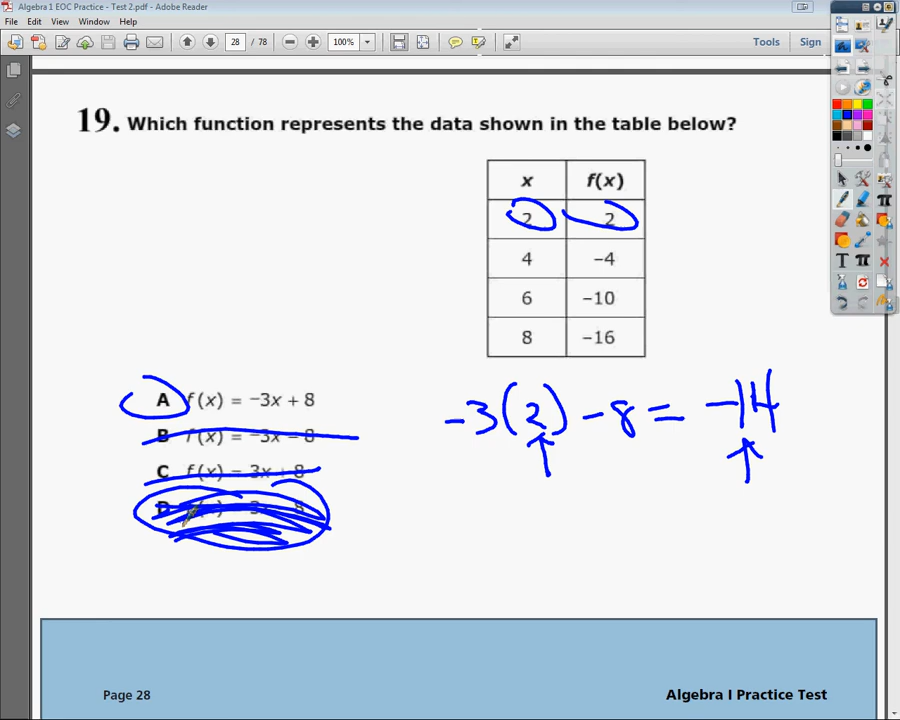 Algebra 1 EOC Practice - Test 2.pdf - Adobe Reader
File Edit View Window Help
28 / 78 100% Tools Sign
19. Which function represents the data shown in the table below?
x f(x)
2 2
4 −4
6 −10
8 −16
A f(x) = −3x + 8
B f(x) = −3x − 8
C f(x) = 3x + 8
-3(2) - 8 = -14
D
8
Page 28 Algebra I Practice Test